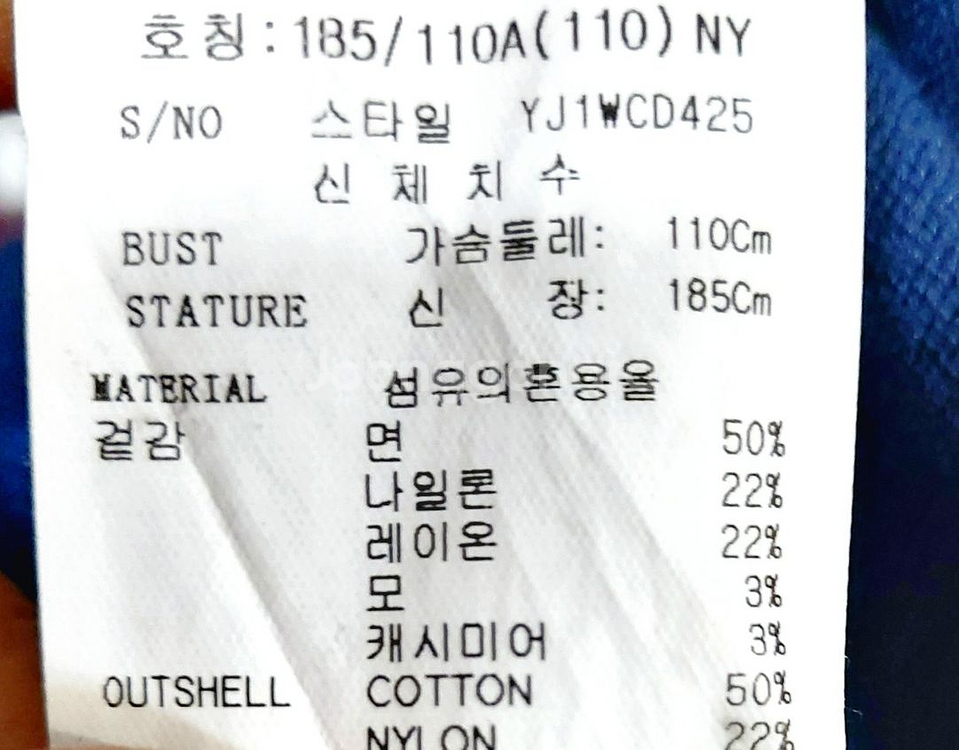 호칭:185/110A(110) NY
S/NO 스타일 YJ1WCD425
신 체 치 수
BUST 가슴둘레: 110Cm
STATURE 신 장: 185Cm
MATERIAL 섬유의혼용율
겉감 면 50%
나일론 22%
레이온 22%
모 3%
캐시미어 3%
OUTSHELL COTTON 50%
NYLON 22%